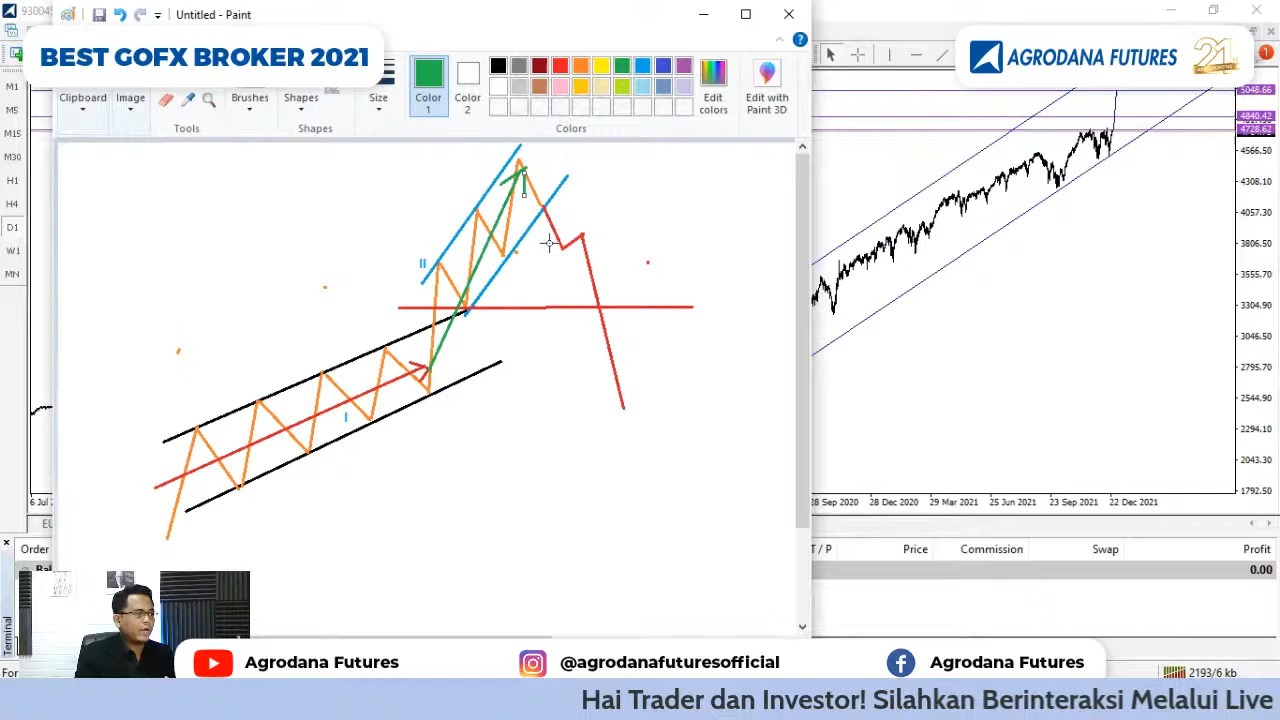 Untitled - Paint
BEST GOFX BROKER 2021
AGRODANA FUTURES
21
Clipboard
Image
Tools
Brushes
Shapes
Shapes
Size
Color 1
Color 2
Edit colors
Edit with Paint 3D
Colors
M1
M5
M15
M30
H1
H4
D1
W1
MN
II
I
5048.66
4840.42
4728.62
4566.50
4308.10
4057.30
3806.50
3555.70
3304.90
3046.50
2795.70
2544.90
2294.10
2043.30
1792.50
28 Sep 2020
28 Dec 2020
29 Mar 2021
25 Jun 2021
23 Sep 2021
22 Dec 2021
Order
T / P
Price
Commission
Swap
Profit
0.00
Terminal
Agrodana Futures
@agrodanafuturesofficial
Agrodana Futures
2193/6 kb
Hai Trader dan Investor! Silahkan Berinteraksi Melalui Live